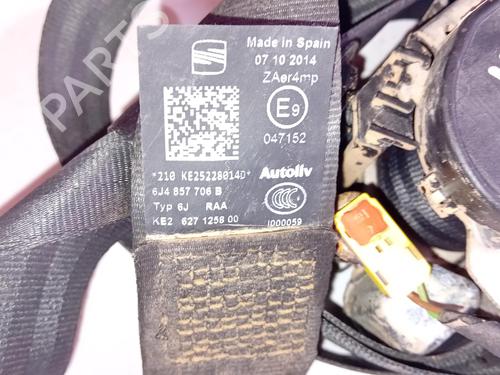 Made in Spain
07 10 2014
ZAer4mp
E9
047152
*210 KE25228014D*
6J4 857 706 B
Autoliv
Typ 6J RAA
CCC
KE2 627 1258 00
I000059
B-PARTS